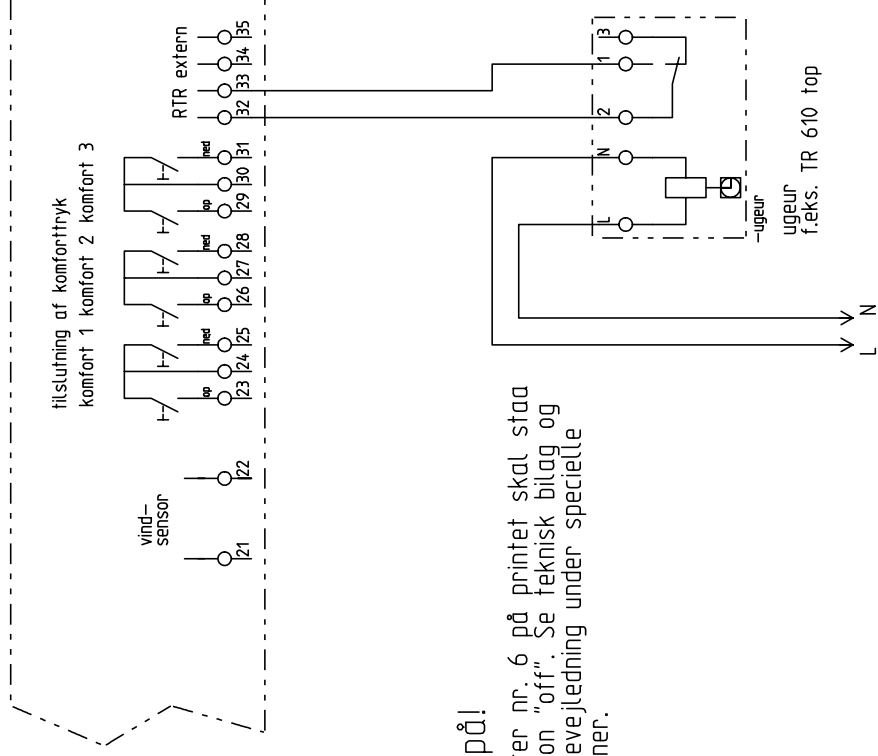 tilslutning af komforttryk
komfort 1 komfort 2 komfort 3
vind-
sensor
RTR extern
op ned op ned op ned
21 22 23 24 25 26 27 28 29 30 31 32 33 34 35
på!
er nr. 6 på printet skal staa
on "off". Se teknisk bilag og
evejledning under specielle
ner.
L N 2 1 3
-ugeur
ugeur
f.eks. TR 610 top
L N